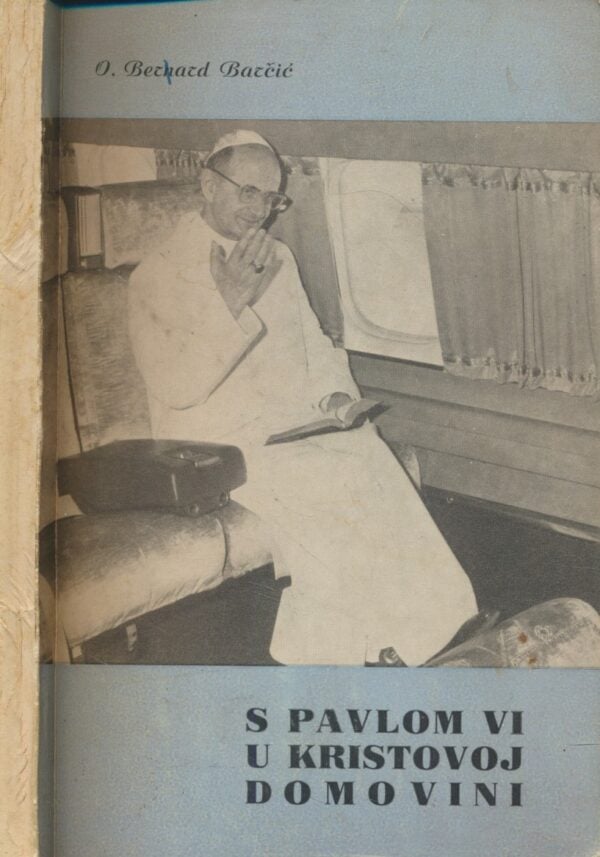 O. Bernard Barčić
S PAVLOM VI
U KRISTOVOJ
DOMOVINI